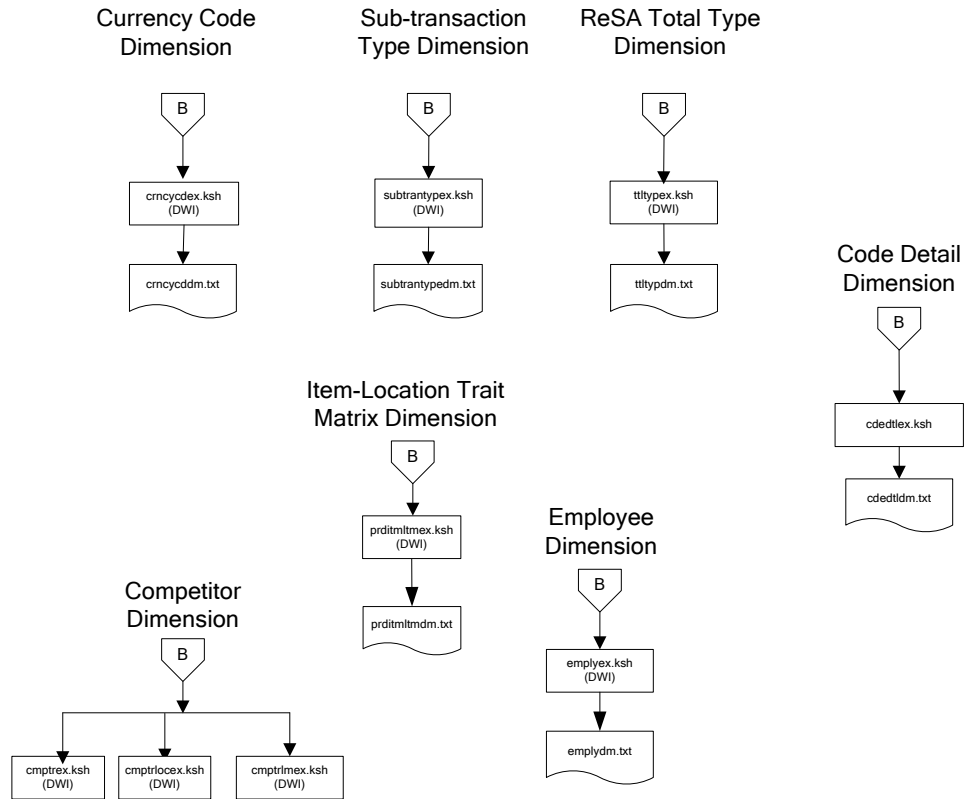 Currency Code
Dimension
B
crncycdex.ksh
(DWI)
crncycddm.txt
Sub-transaction
Type Dimension
B
subtrantypex.ksh
(DWI)
subtrantypedm.txt
ReSA Total Type
Dimension
B
ttltypex.ksh
(DWI)
ttltypdm.txt
Code Detail
Dimension
B
cdedtlex.ksh
cdedtldm.txt
Item-Location Trait
Matrix Dimension
B
prditmltmex.ksh
(DWI)
prditmltmdm.txt
Employee
Dimension
B
emplyex.ksh
(DWI)
emplydm.txt
Competitor
Dimension
B
cmptrex.ksh
(DWI)
cmptrlocex.ksh
(DWI)
cmptrlmex.ksh
(DWI)